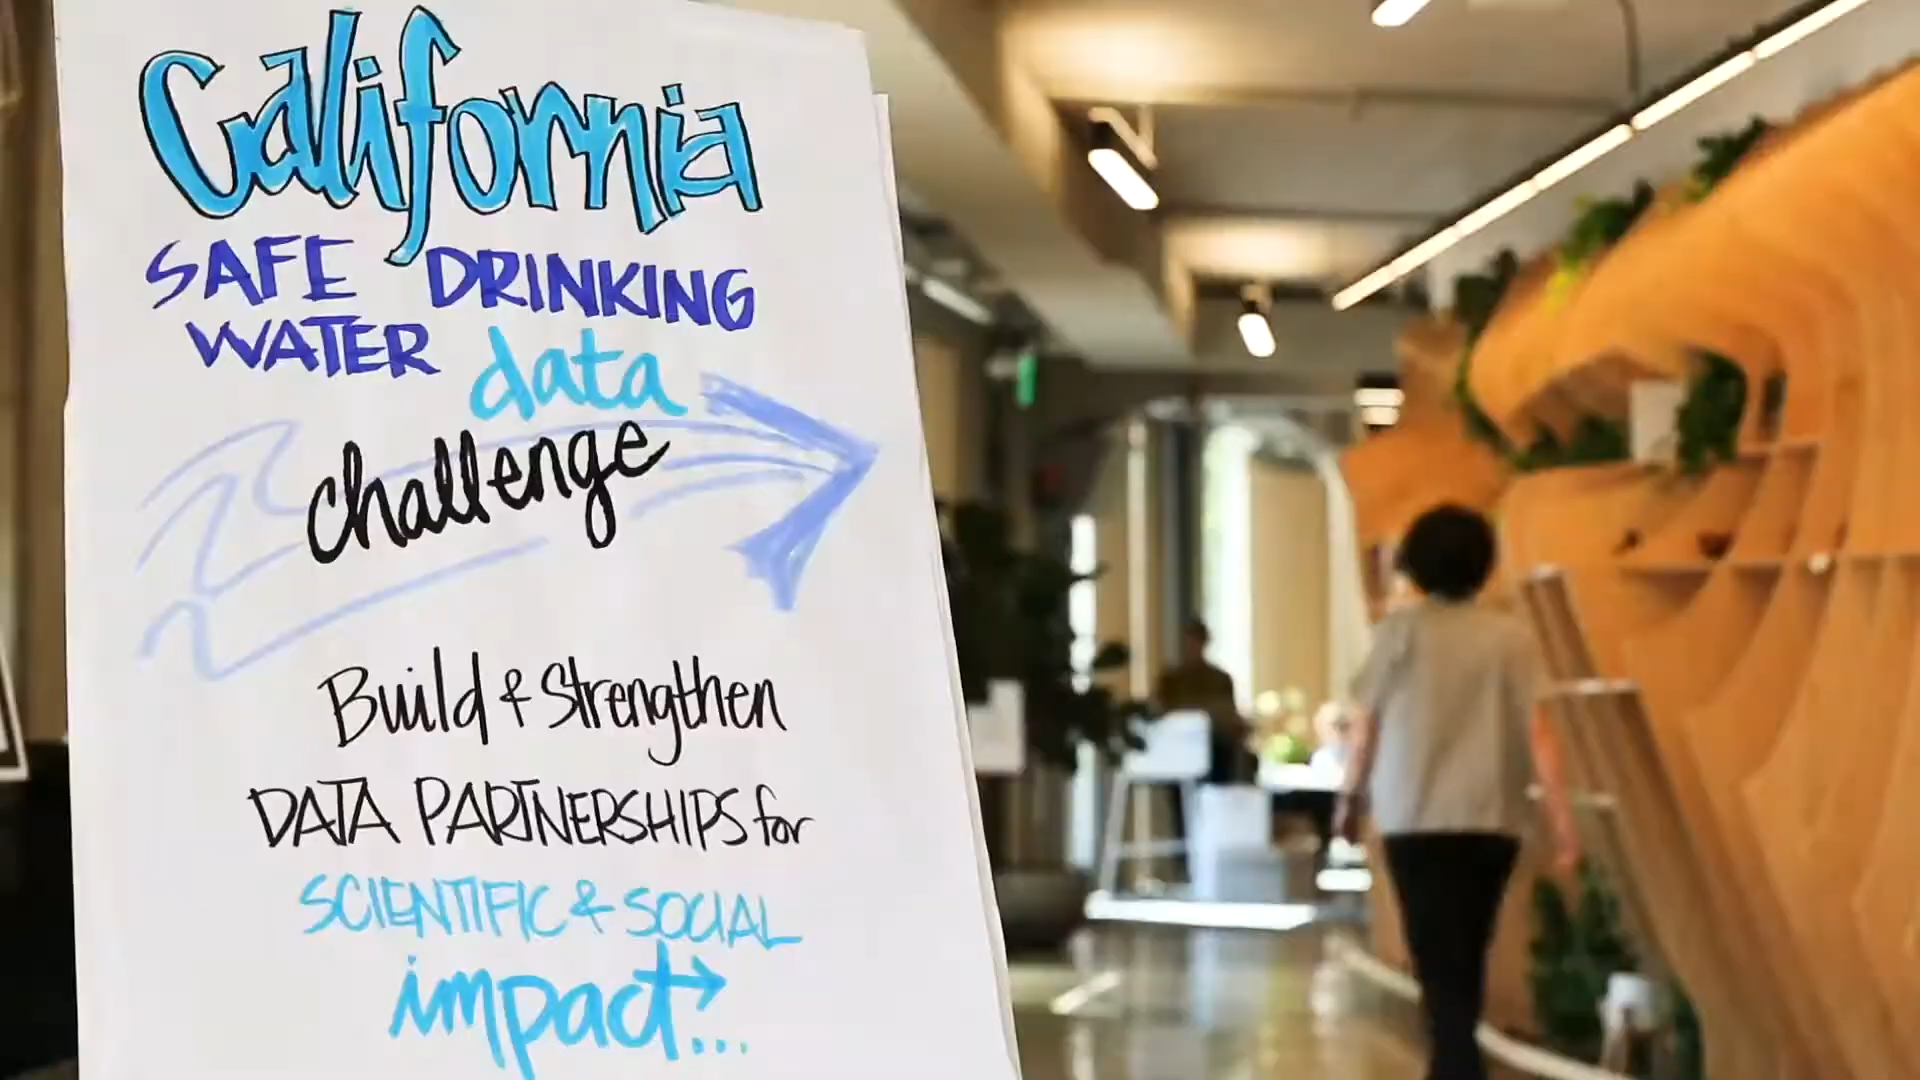 California
SAFE DRINKING
WATER data
challenge
Build & Strengthen
DATA PARTNERSHIPS for
SCIENTIFIC & SOCIAL
impact...